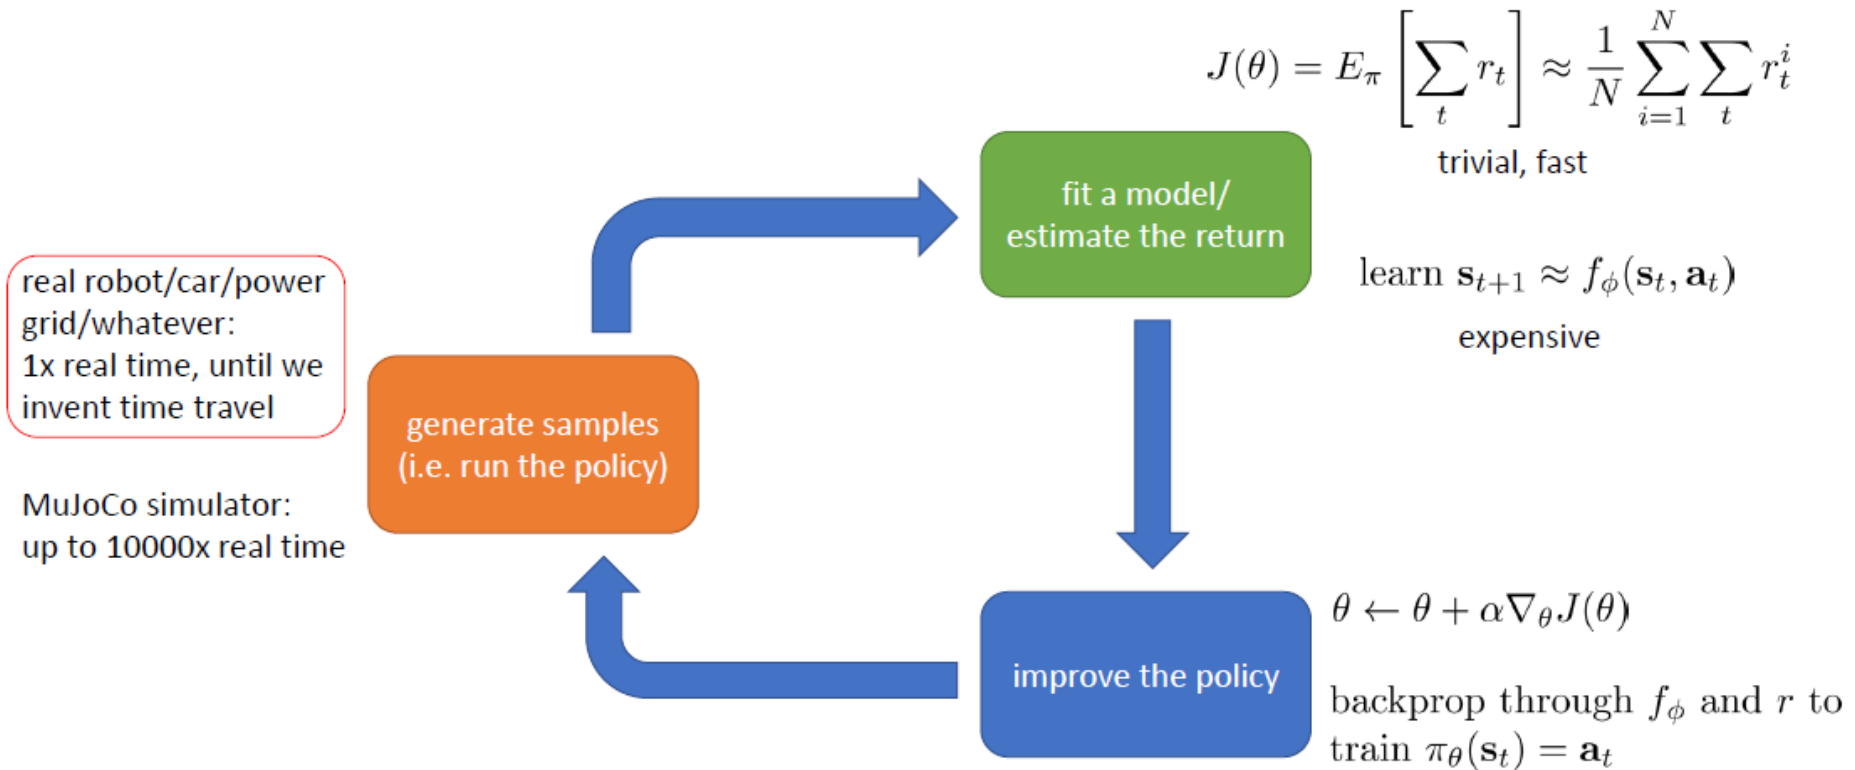 J(θ) = E_π [∑_t r_t] ≈ 1/N ∑_{i=1}^{N} ∑_t r_t^i
trivial, fast
fit a model/
estimate the return
learn s_{t+1} ≈ f_ϕ(s_t, a_t)
expensive
real robot/car/power
grid/whatever:
1x real time, until we
invent time travel
generate samples
(i.e. run the policy)
MuJoCo simulator:
up to 10000x real time
improve the policy
θ ← θ + α∇_θ J(θ)
backprop through f_ϕ and r to
train π_θ(s_t) = a_t